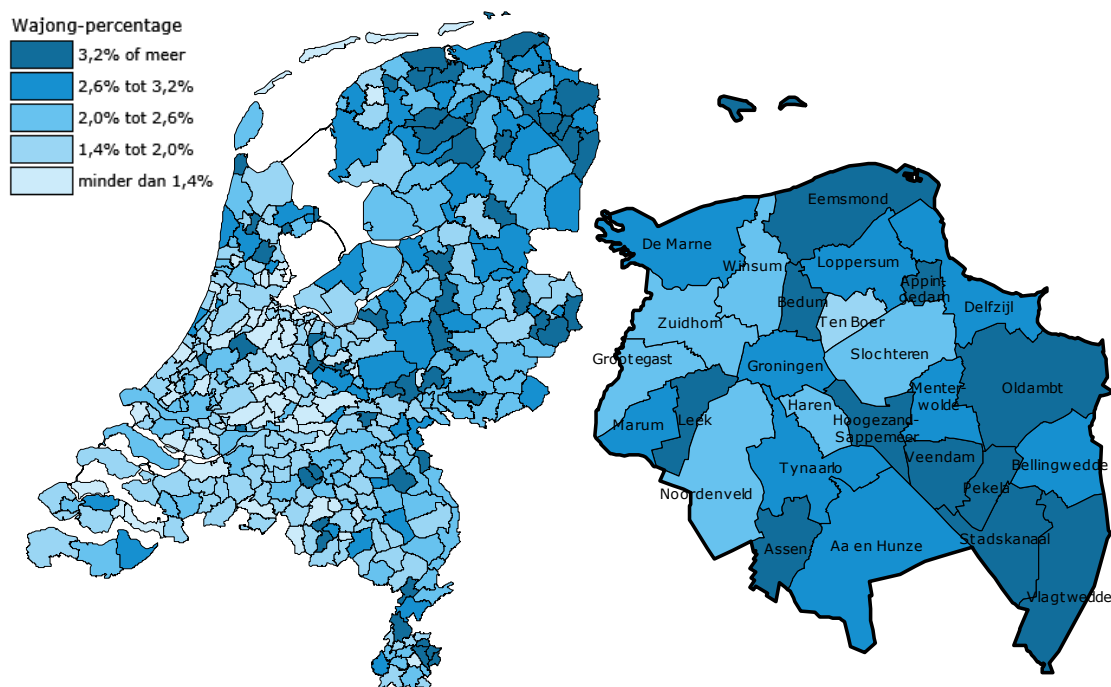 Wajong-percentage
3,2% of meer
2,6% tot 3,2%
2,0% tot 2,6%
1,4% tot 2,0%
minder dan 1,4%
Eemsmond
De Marne
Winsum
Loppersum
Appin-
dedam
Bedum
Delfzijl
Zuidhorn
Ten Boer
Slochteren
Grootegast
Groningen
Oldambt
Menter-
wolde
Haren
Leek
Marum
Hoogezand-
Sappemeer
Veendam
Bellingwedde
Tynaarlo
Pekela
Noordenveld
Stadskanaal
Assen
Aa en Hunze
Vlagtwedde